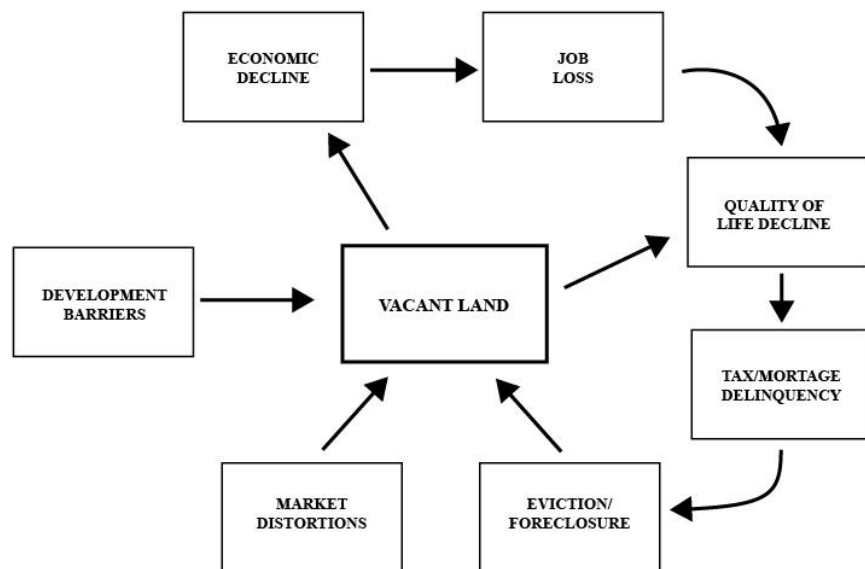 ECONOMIC
DECLINE
JOB
LOSS
QUALITY OF
LIFE DECLINE
DEVELOPMENT
BARRIERS
VACANT LAND
TAX/MORTAGE
DELINQUENCY
MARKET
DISTORTIONS
EVICTION/
FORECLOSURE